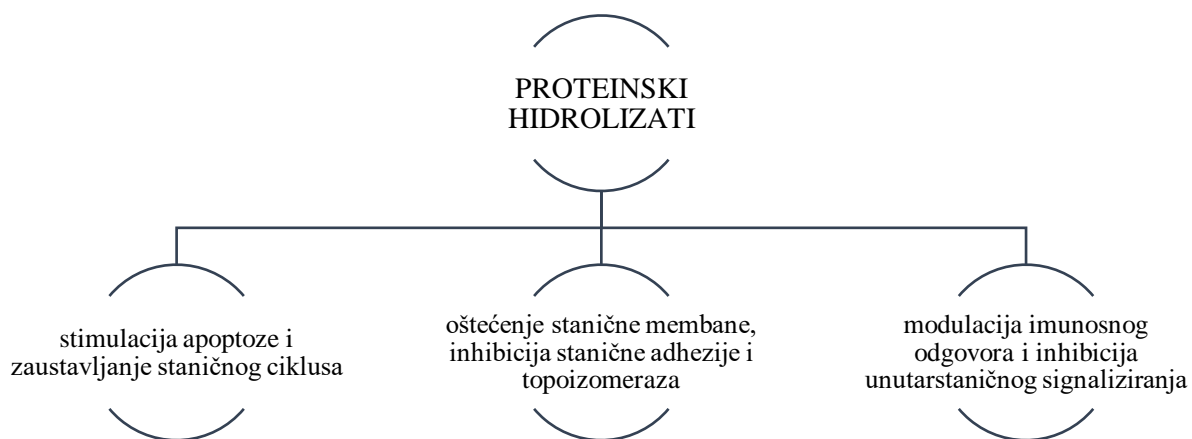 PROTEINSKI
HIDROLIZATI
stimulacija apoptoze i
zaustavljanje staničnog ciklusa
oštećenje stanične membane,
inhibicija stanične adhezije i
topoizomeraza
modulacija imunosnog
odgovora i inhibicija
unutarstaničnog signaliziranja